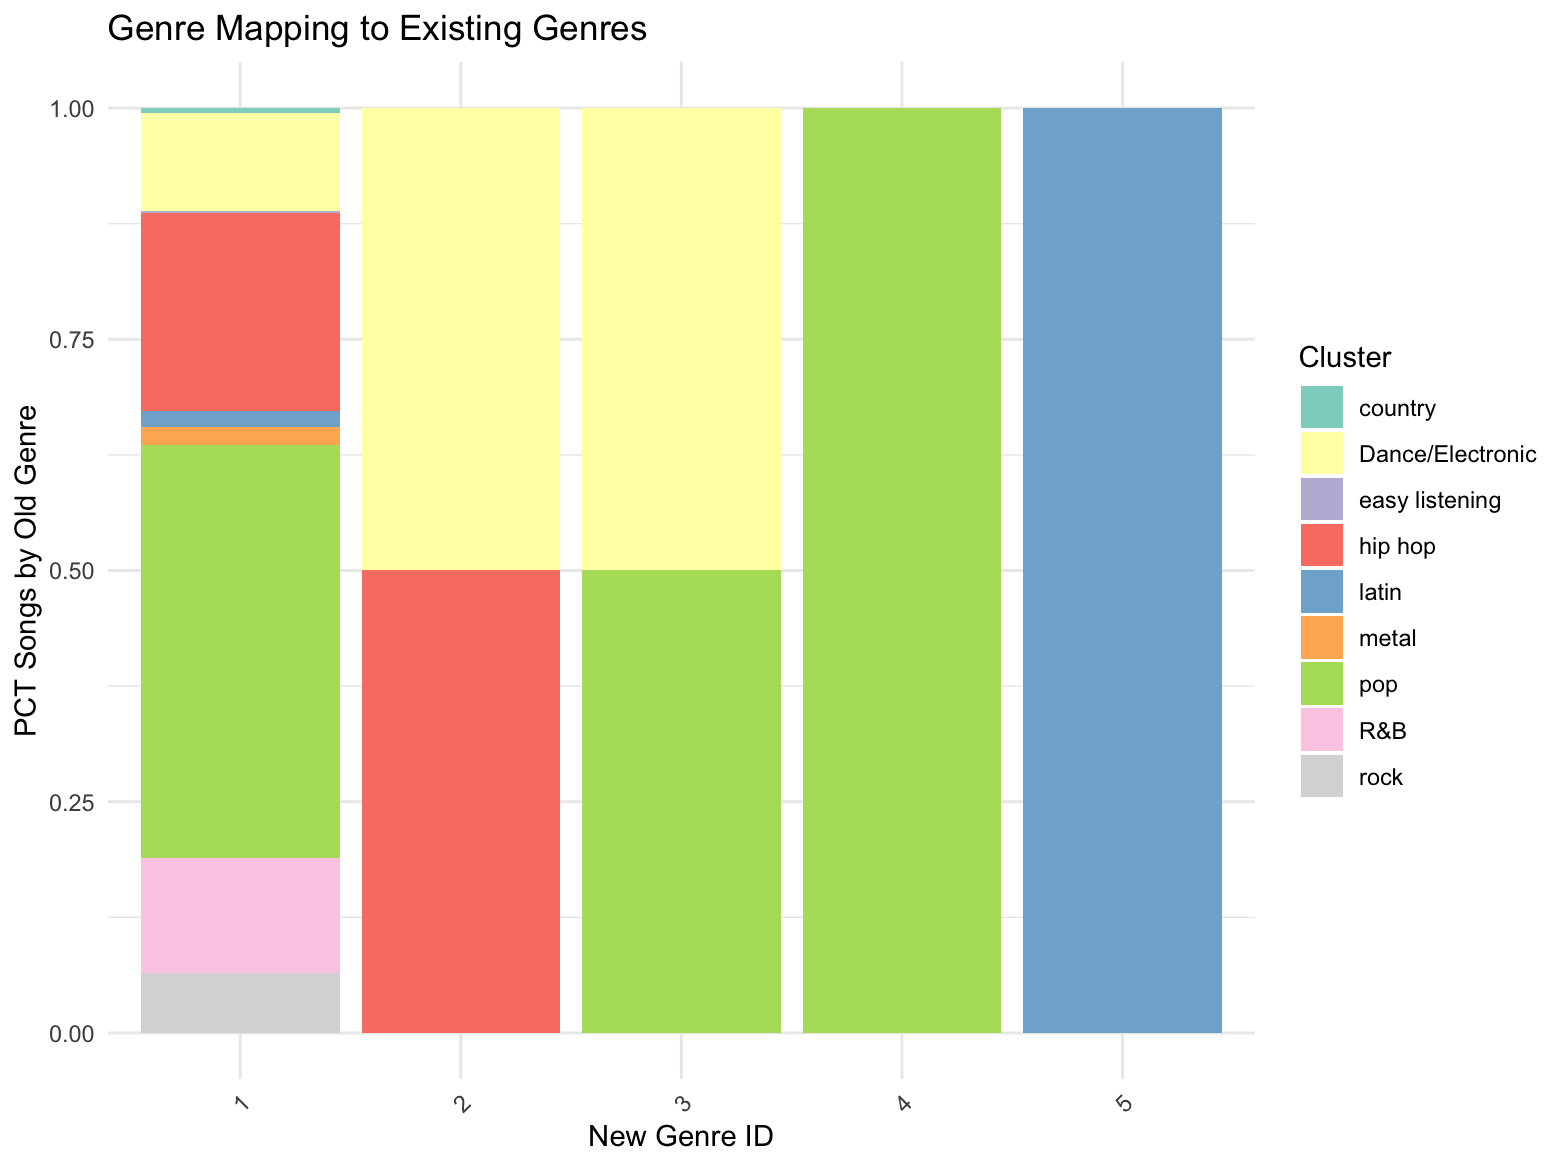 Genre Mapping to Existing Genres
1.00
0.75
0.50
0.25
0.00
PCT Songs by Old Genre
1
2
3
4
5
New Genre ID
Cluster
country
Dance/Electronic
easy listening
hip hop
latin
metal
pop
R&B
rock